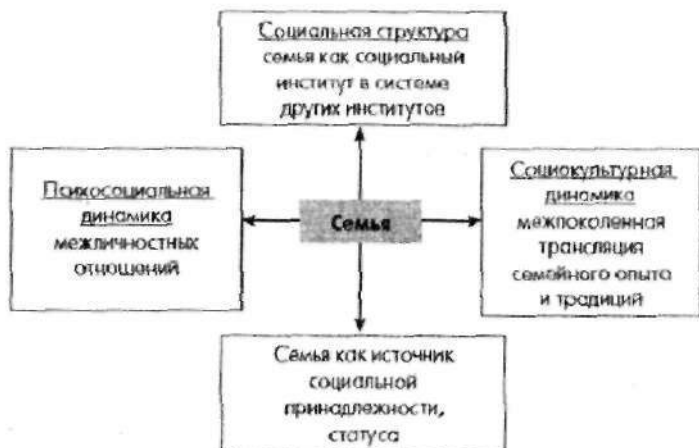 Социальная структура
семья как социальный
институт в системе
других институтов
Психосоциальная
динамика
межличностных
отношений
Семья
Социокультурная
динамика
межпоколенная
трансляция
семейного опыта
и традиций
Семья как источник
социальной
принадлежности,
статуса